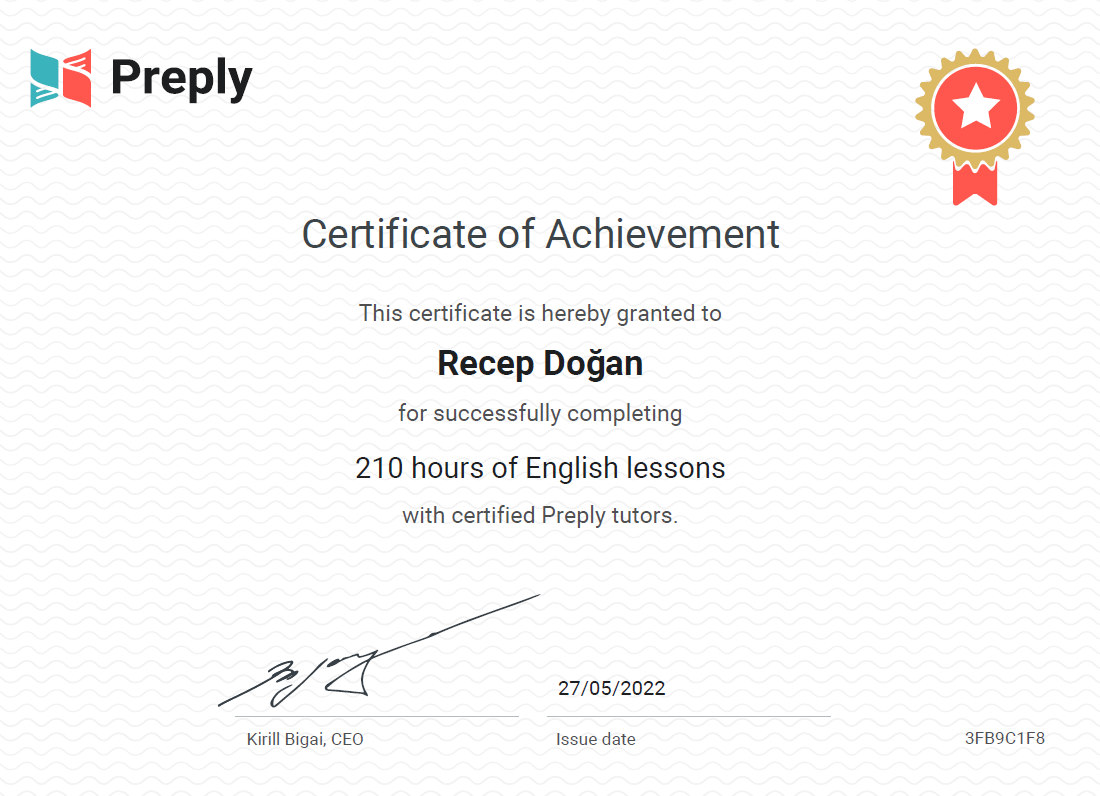 Preply
Certificate of Achievement
This certificate is hereby granted to
Recep Doğan
for successfully completing
210 hours of English lessons
with certified Preply tutors.
27/05/2022
Kirill Bigai, CEO
Issue date
3FB9C1F8